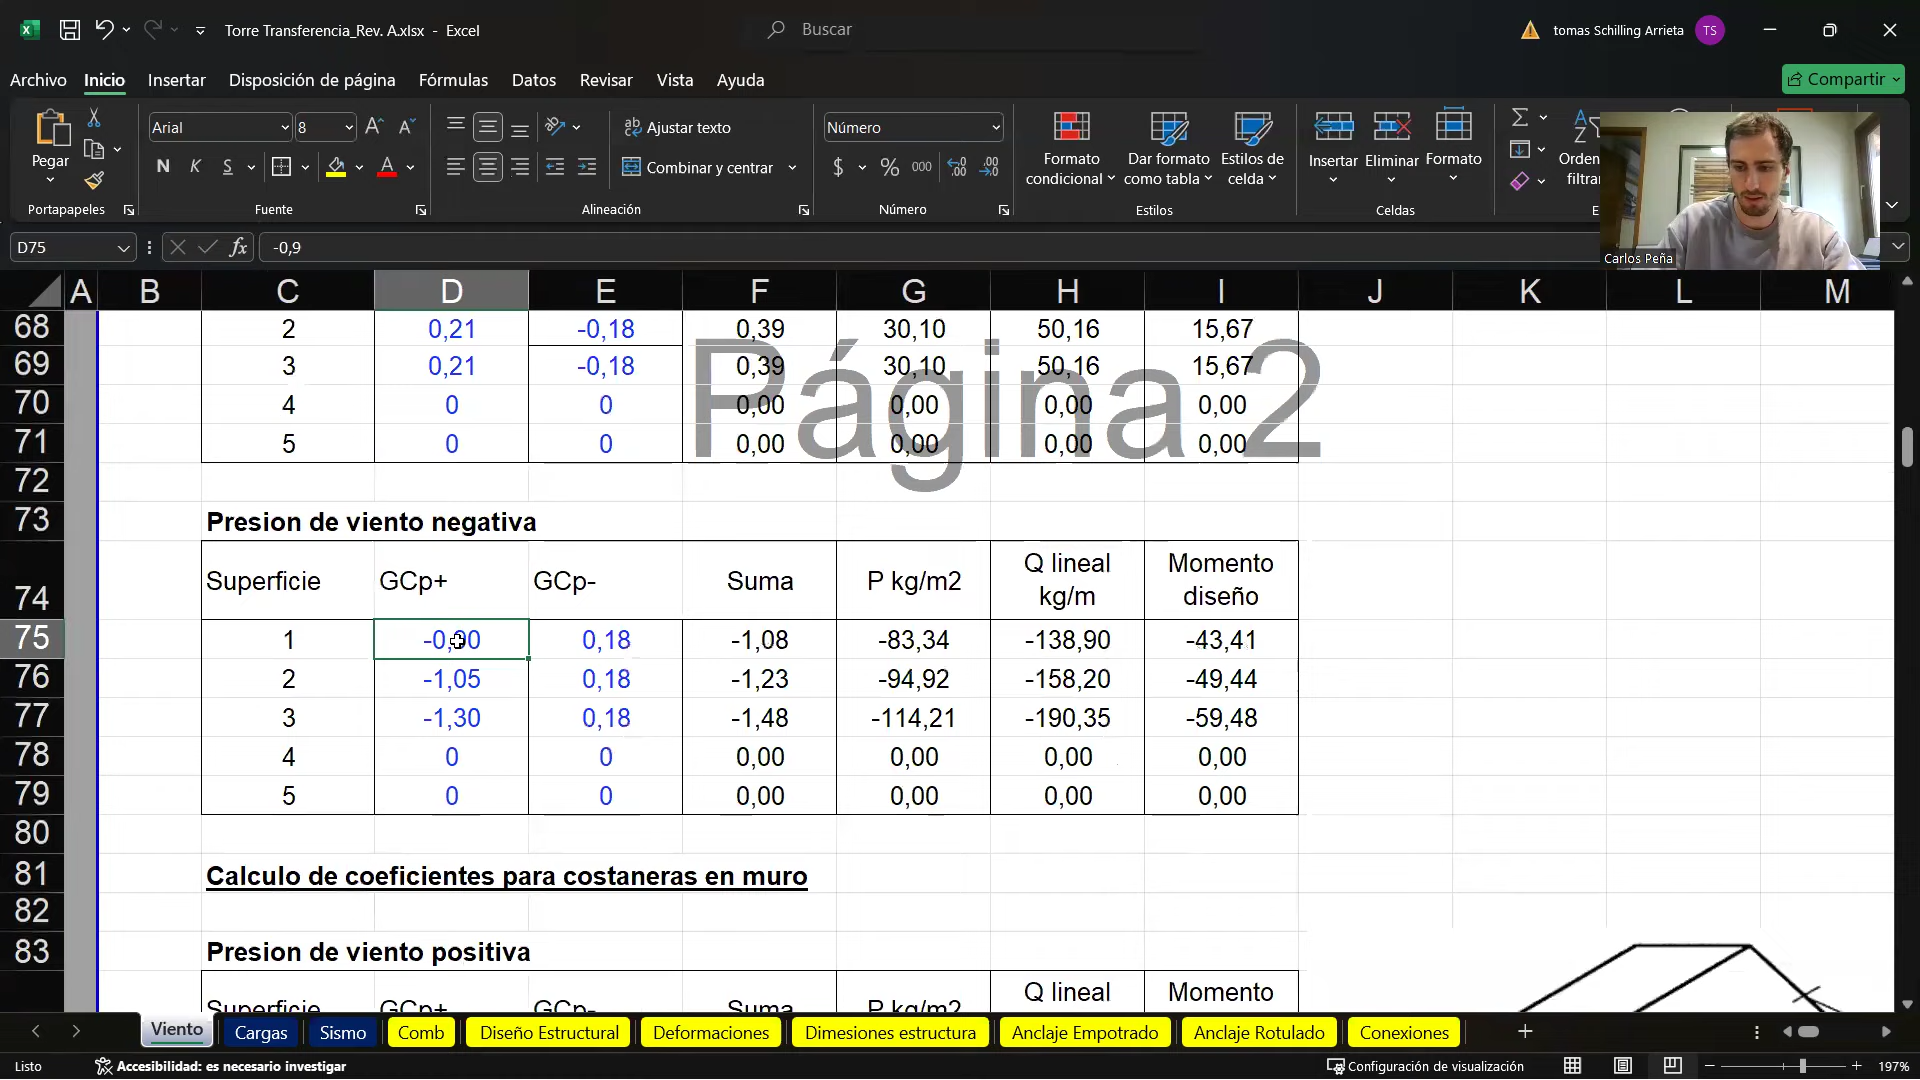 Torre Transferencia_Rev. A.xlsx - Excel
Buscar
tomas Schilling Arrieta
TS
Archivo Inicio Insertar Disposición de página Fórmulas Datos Revisar Vista Ayuda
Compartir
Pegar
Portapapeles
Arial 8
N K S
Fuente
Ajustar texto
Combinar y centrar
Alineación
Número
$ % 000
Número
Formato condicional
Dar formato como tabla
Estilos de celda
Estilos
Insertar Eliminar Formato
Celdas
Carlos Peña
D75 fx -0,9
A B C D E F G H I J K L M
68 2 0,21 -0,18 0,39 30,10 50,16 15,67
69 3 0,21 -0,18 0,39 30,10 50,16 15,67
70 4 0 0 0,00 0,00 0,00 0,00
71 5 0 0 0,00 0,00 0,00 0,00
Página 2
72
73 Presion de viento negativa
74 Superficie GCp+ GCp- Suma P kg/m2 Q lineal kg/m Momento diseño
75 1 -0,90 0,18 -1,08 -83,34 -138,90 -43,41
76 2 -1,05 0,18 -1,23 -94,92 -158,20 -49,44
77 3 -1,30 0,18 -1,48 -114,21 -190,35 -59,48
78 4 0 0 0,00 0,00 0,00 0,00
79 5 0 0 0,00 0,00 0,00 0,00
80
81 Calculo de coeficientes para costaneras en muro
82
83 Presion de viento positiva
Superficie GCp+ GCp- Suma P kg/m2 Q lineal Momento
Viento Cargas Sismo Comb Diseño Estructural Deformaciones Dimesiones estructura Anclaje Empotrado Anclaje Rotulado Conexiones
Listo
Accesibilidad: es necesario investigar
Configuración de visualización
197%